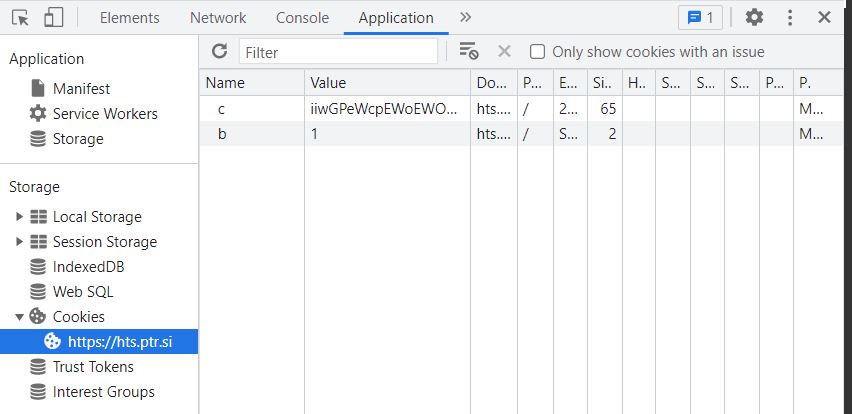 Elements Network Console Application » 1
Application
Manifest
Service Workers
Storage
Storage
Local Storage
Session Storage
IndexedDB
Web SQL
Cookies
https://hts.ptr.si
Trust Tokens
Interest Groups
Filter Only show cookies with an issue
Name Value Do... P... E... Si.. H.. S... S... S... P... P.
c iiwGPeWcpEWoEWO... hts.... / 2... 65 M...
b 1 hts.... / S... 2 M...